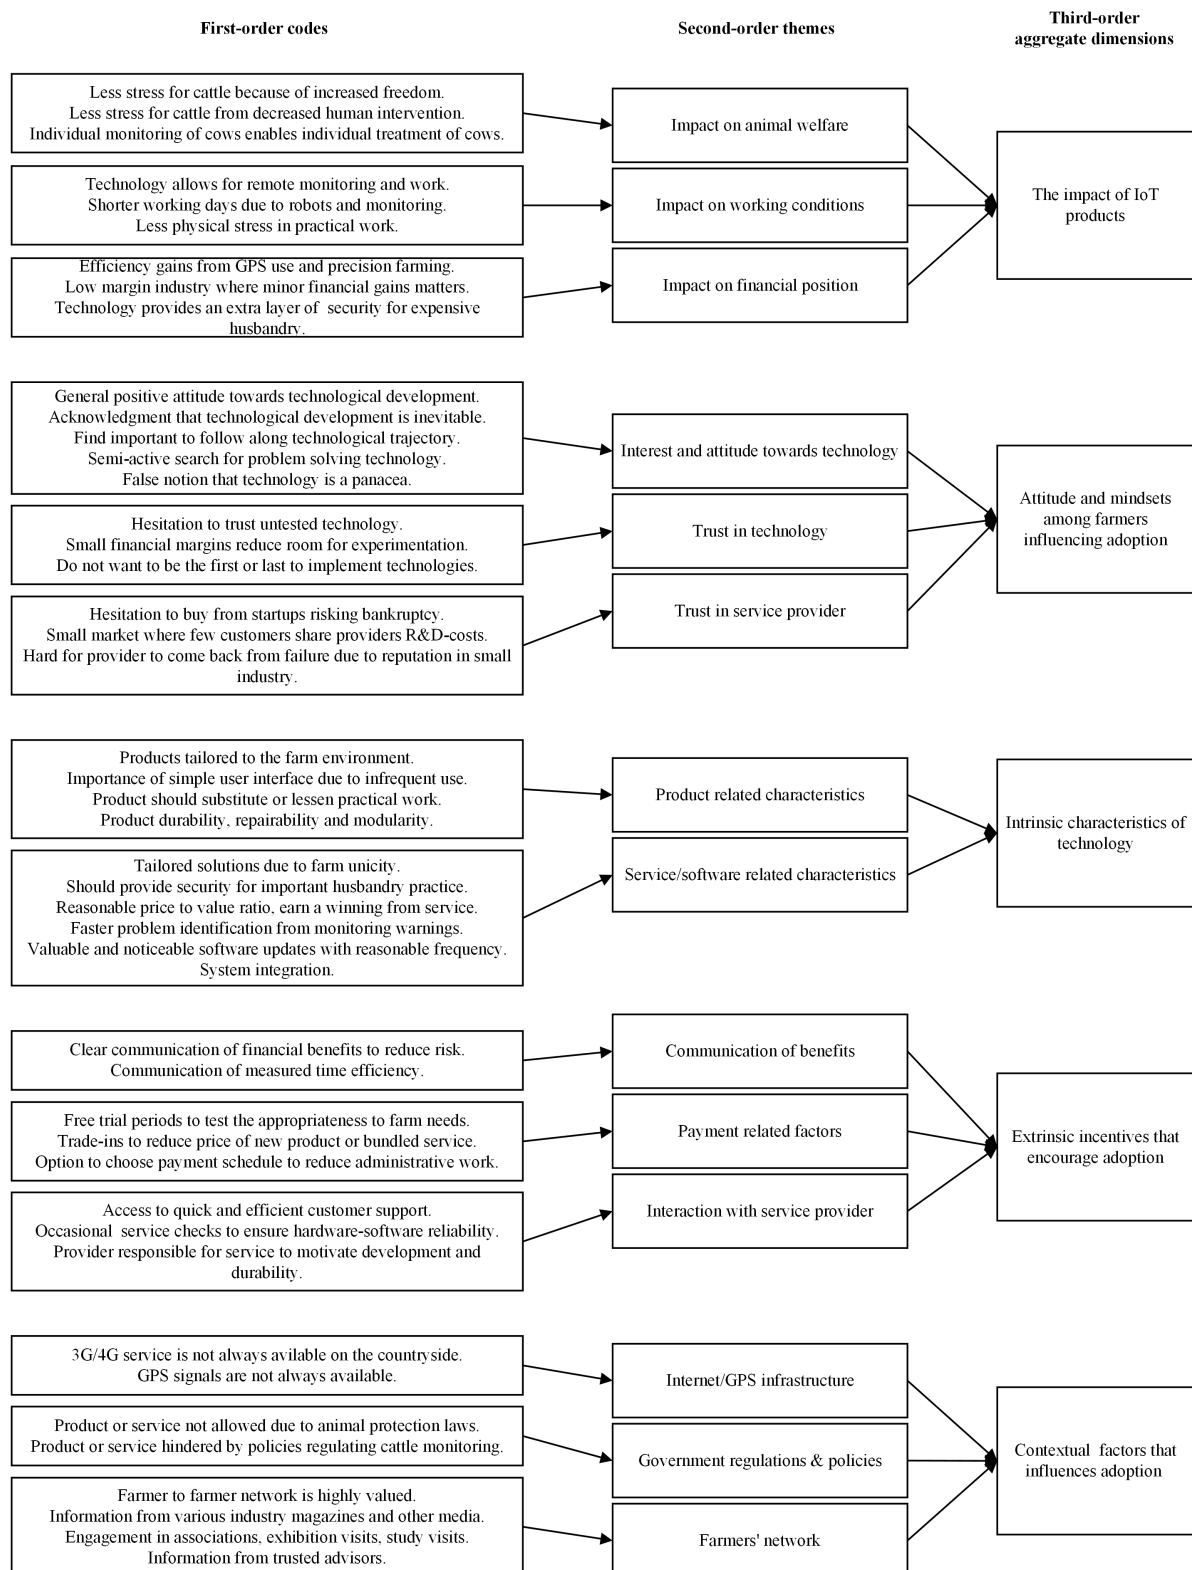 First-order codes
Second-order themes
Third-order
aggregate dimensions
Less stress for cattle because of increased freedom.
Less stress for cattle from decreased human intervention.
Individual monitoring of cows enables individual treatment of cows.
Impact on animal welfare
Technology allows for remote monitoring and work.
Shorter working days due to robots and monitoring.
Less physical stress in practical work.
Impact on working conditions
Efficiency gains from GPS use and precision farming.
Low margin industry where minor financial gains matters.
Technology provides an extra layer of security for expensive
husbandry.
Impact on financial position
The impact of IoT
products
General positive attitude towards technological development.
Acknowledgment that technological development is inevitable.
Find important to follow along technological trajectory.
Semi-active search for problem solving technology.
False notion that technology is a panacea.
Interest and attitude towards technology
Hesitation to trust untested technology.
Small financial margins reduce room for experimentation.
Do not want to be the first or last to implement technologies.
Trust in technology
Hesitation to buy from startups risking bankruptcy.
Small market where few customers share providers R&D-costs.
Hard for provider to come back from failure due to reputation in small
industry.
Trust in service provider
Attitude and mindsets
among farmers
influencing adoption
Products tailored to the farm environment.
Importance of simple user interface due to infrequent use.
Product should substitute or lessen practical work.
Product durability, repairability and modularity.
Product related characteristics
Tailored solutions due to farm unicity.
Should provide security for important husbandry practice.
Reasonable price to value ratio, earn a winning from service.
Faster problem identification from monitoring warnings.
Valuable and noticeable software updates with reasonable frequency.
System integration.
Service/software related characteristics
Intrinsic characteristics of
technology
Clear communication of financial benefits to reduce risk.
Communication of measured time efficiency.
Communication of benefits
Free trial periods to test the appropriateness to farm needs.
Trade-ins to reduce price of new product or bundled service.
Option to choose payment schedule to reduce administrative work.
Payment related factors
Access to quick and efficient customer support.
Occasional service checks to ensure hardware-software reliability.
Provider responsible for service to motivate development and
durability.
Interaction with service provider
Extrinsic incentives that
encourage adoption
3G/4G service is not always avilable on the countryside.
GPS signals are not always available.
Internet/GPS infrastructure
Product or service not allowed due to animal protection laws.
Product or service hindered by policies regulating cattle monitoring.
Government regulations & policies
Farmer to farmer network is highly valued.
Information from various industry magazines and other media.
Engagement in associations, exhibition visits, study visits.
Information from trusted advisors.
Farmers' network
Contextual factors that
influences adoption